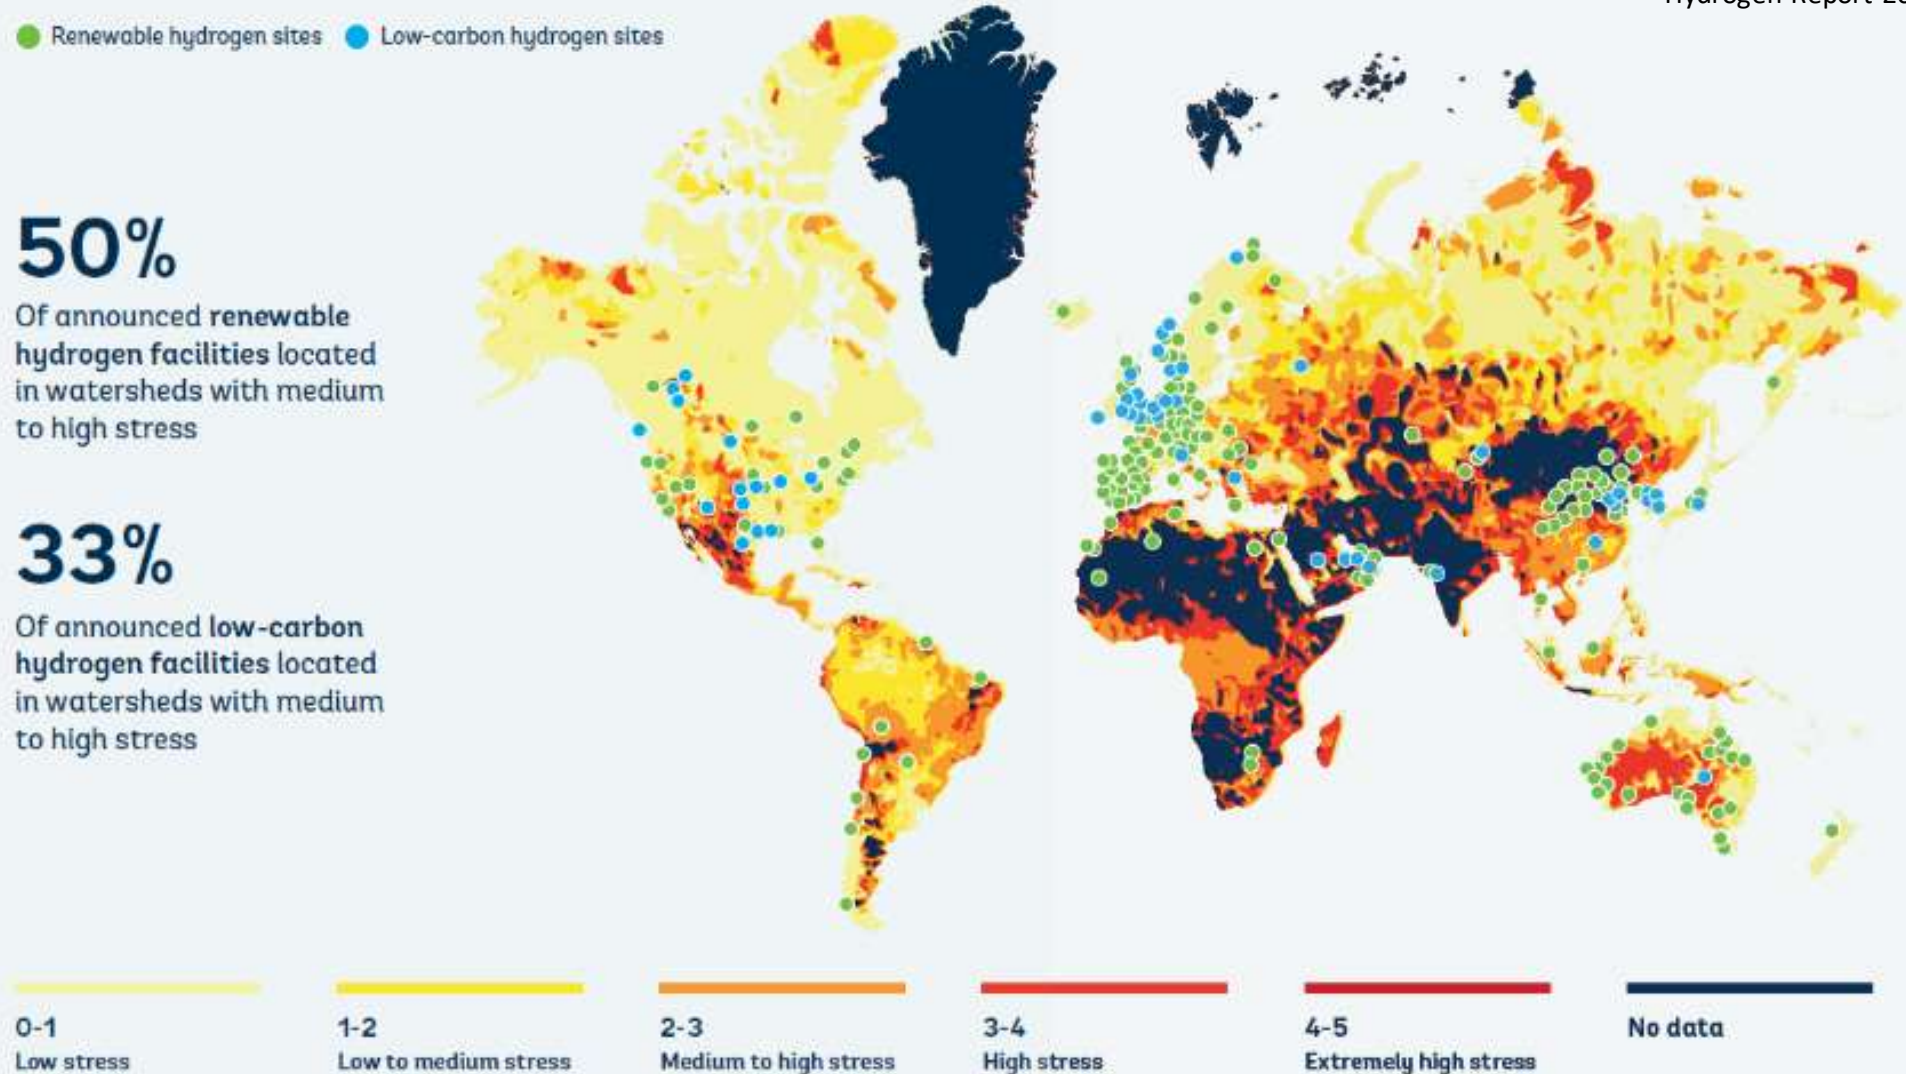 Hydrogen Report
Renewable hydrogen sites
Low-carbon hydrogen sites
50%
Of announced renewable
hydrogen facilities located
in watersheds with medium
to high stress
33%
Of announced low-carbon
hydrogen facilities located
in watersheds with medium
to high stress
0-1
Low stress
1-2
Low to medium stress
2-3
Medium to high stress
3-4
High stress
4-5
Extremely high stress
No data